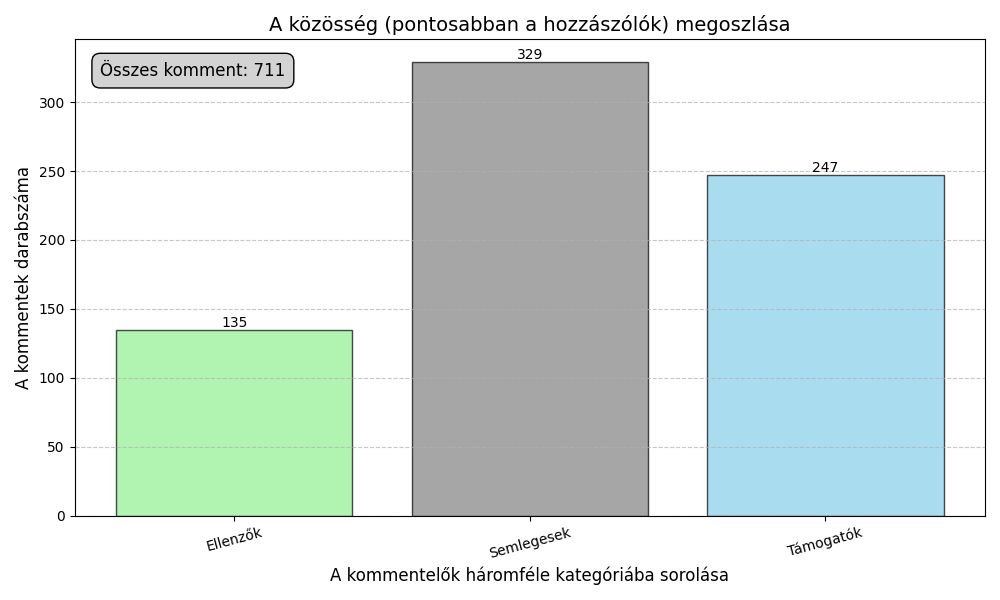 A közösség (pontosabban a hozzászólók) megoszlása
Összes komment: 711
A kommentek darabszáma
300
250
200
150
100
50
0
135
329
247
Ellenzők
Semlegesek
Támogatók
A kommentelők háromféle kategóriába sorolása